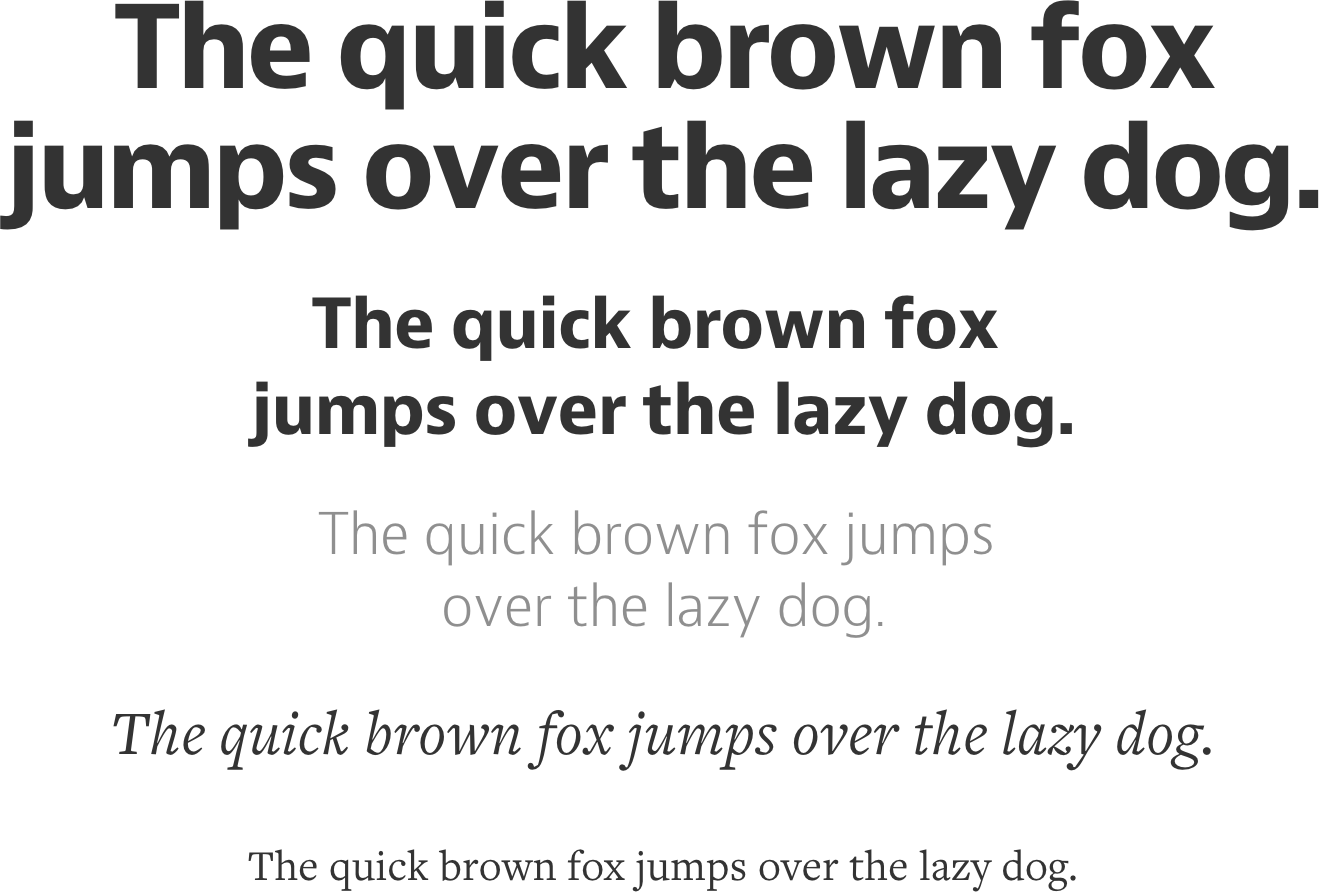 The quick brown fox
jumps over the lazy dog.
The quick brown fox
jumps over the lazy dog.
The quick brown fox jumps
over the lazy dog.
The quick brown fox jumps over the lazy dog.
The quick brown fox jumps over the lazy dog.